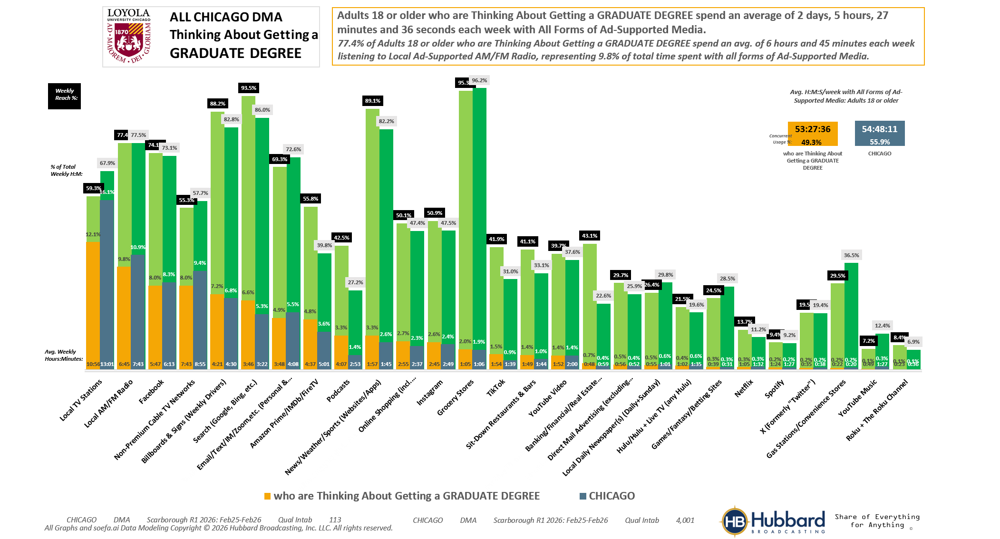 LOYOLA
UNIVERSITY CHICAGO
1870
AD • MAJOREM • DEI • GLORIAM
ALL CHICAGO DMA
Thinking About Getting a
GRADUATE DEGREE
Adults 18 or older who are Thinking About Getting a GRADUATE DEGREE spend an average of 2 days, 5 hours, 27
minutes and 36 seconds each week with All Forms of Ad-Supported Media.
77.4% of Adults 18 or older who are Thinking About Getting a GRADUATE DEGREE spend an avg. of 6 hours and 45 minutes each week
listening to Local Ad-Supported AM/FM Radio, representing 9.8% of total time spent with all forms of Ad-Supported Media.
Weekly
Reach %:
59.3% 67.9% 77.4 77.5% 74.1 73.1% 55.3% 57.7% 88.2% 82.8% 93.5% 86.0% 69.3% 72.6% 55.8% 39.8% 42.5% 27.2% 89.1% 82.2% 50.1% 47.4% 50.9% 47.5% 95.3 96.2% 41.9% 31.0% 41.1% 33.1% 39.7% 37.6% 43.1% 22.6% 29.7% 25.9% 26.4% 29.8% 21.5% 19.6% 24.5% 28.5% 13.7% 11.2% 9.4% 9.2% 19.5 19.4% 29.5% 36.5% 7.2% 12.4% 8.4% 6.9%
Avg. H:M:S/week with All Forms of Ad-
Supported Media: Adults 18 or older
53:27:36 54:48:11
Concurrent
Usage %: 49.3% 55.9%
who are Thinking About
Getting a GRADUATE
DEGREE
CHICAGO
% of Total
Weekly H:M:
12.1% 16.1% 9.8% 10.9% 8.0% 8.3% 8.0% 9.4% 7.2% 6.8% 6.6% 5.3% 4.9% 5.5% 4.8% 3.6% 3.3% 1.4% 3.3% 2.6% 2.7% 2.3% 2.6% 2.4% 2.0% 1.9% 1.5% 0.9% 1.4% 1.0% 1.4% 1.4% 0.7% 0.4% 0.5% 0.4% 0.5% 0.6% 0.4% 0.6% 0.3% 0.3% 0.3% 0.3% 0.2% 0.2% 0.2% 0.2% 0.2% 0.2% 0.1% 0.3% 0.1% 0.1%
Avg. Weekly
Hours:Minutes:
10:56 13:01 6:45 7:43 5:47 6:13 7:43 8:55 4:21 4:30 3:46 3:22 3:48 4:08 4:37 5:01 4:07 2:53 1:57 1:45 2:55 2:37 2:45 2:49 1:05 1:06 1:54 1:39 1:49 1:44 1:52 2:00 0:48 0:59 0:56 0:52 0:55 1:01 1:02 1:35 0:39 0:31 1:05 1:32 1:24 1:27 0:35 0:38 0:22 0:20 0:49 1:27 0:23 0:36
Local TV Stations
Local AM/FM Radio
Facebook
Non-Premium Cable TV Networks
Billboards & Signs (Weekly Drivers)
Search (Google, Bing, etc.)
Email/Text/IM/Zoom,etc. (Personal &...
Amazon Prime/IMDb/FireTV
Podcasts
News/Weather/Sports (Websites/Apps)
Online Shopping (incl....
Instagram
Grocery Stores
TikTok
Sit-Down Restaurants & Bars
YouTube Video
Banking/Financial/Real Estate...
Direct Mail Advertising (excluding...
Local Daily Newspaper(s) (Daily+Sunday)
Hulu/Hulu + Live TV (any Hulu)
Games/Fantasy/Betting Sites
Netflix
Spotify
X (Formerly "Twitter")
Gas Stations/Convenience Stores
YouTube Music
Roku + The Roku Channel
who are Thinking About Getting a GRADUATE DEGREE
CHICAGO
CHICAGO DMA Scarborough R1 2026: Feb25-Feb26 Qual Intab 113
CHICAGO DMA Scarborough R1 2026: Feb25-Feb26 Qual Intab 4,001
All Graphs and soefa.ai Data Modeling Copyright © 2026 Hubbard Broadcasting, Inc. LLC. All rights reserved.
HB Hubbard
BROADCASTING
Share of Everything
for Anything ©